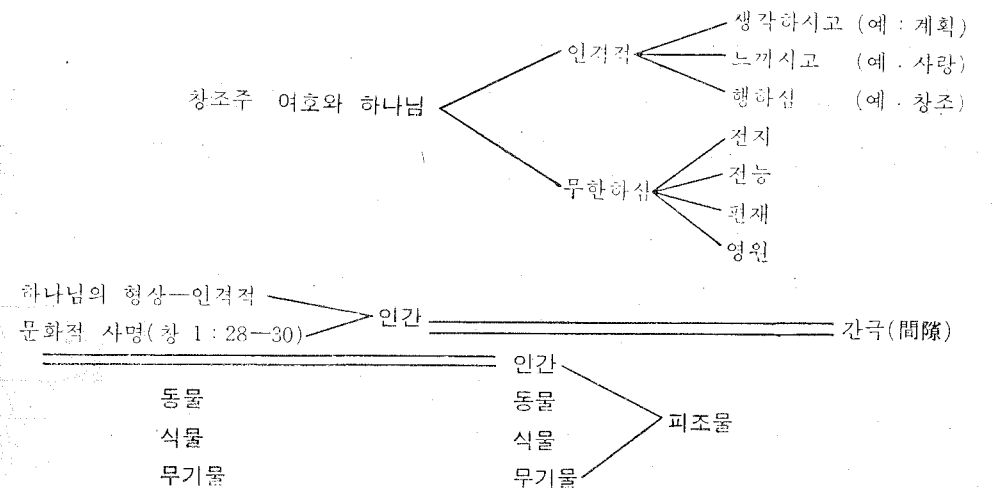 생각하시고 (예 : 계획)
인격적
느끼시고 (예 . 사랑)
행하심 (예 . 창조)
창조주 여호와 하나님
전지
전능
무한하심
편재
영원
하나님의 형상—인격적
인간
문화적 사명(창 1 : 28—30)
간극(間隙)
인간
동물 동물
피조물
식물 식물
무기물 무기물